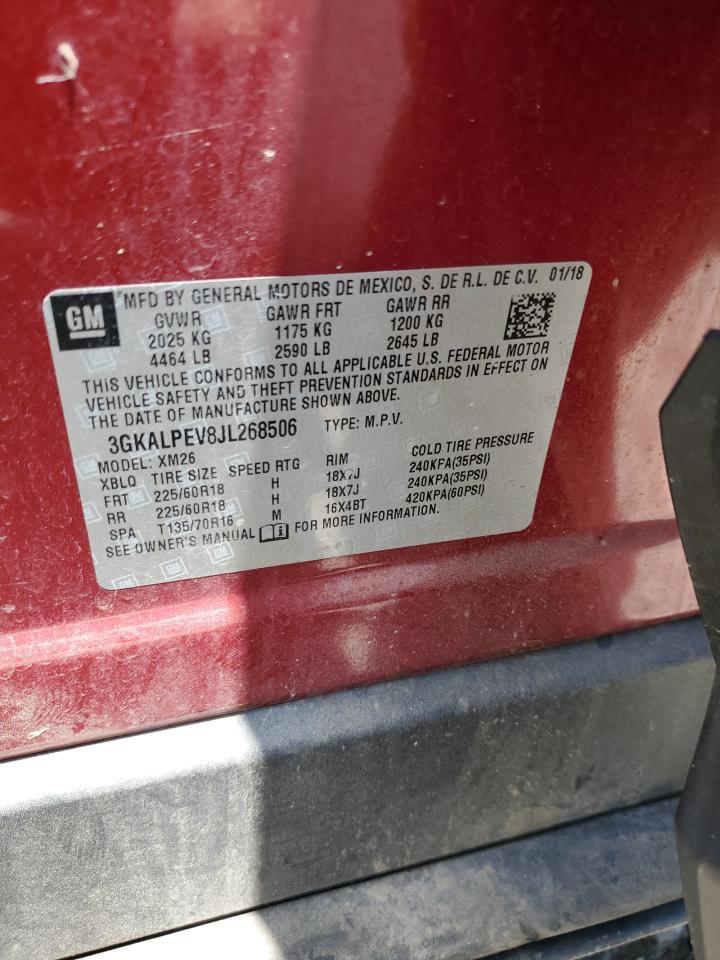 GM
MFD BY GENERAL MOTORS DE MEXICO, S. DE R.L. DE C.V. 01/18
GVWR GAWR FRT GAWR RR
2025 KG 1175 KG 1200 KG
4464 LB 2590 LB 2645 LB
THIS VEHICLE CONFORMS TO ALL APPLICABLE U.S. FEDERAL MOTOR
VEHICLE SAFETY AND THEFT PREVENTION STANDARDS IN EFFECT ON
THE DATE OF MANUFACTURE SHOWN ABOVE.
3GKALPEV8JL268506 TYPE: M.P.V.
MODEL: XM26
XBLQ TIRE SIZE SPEED RTG RIM COLD TIRE PRESSURE
FRT 225/60R18 H 18X7J 240KPA(35PSI)
RR 225/60R18 H 18X7J 240KPA(35PSI)
SPA T135/70R16 M 16X4BT 420KPA(60PSI)
SEE OWNER'S MANUAL FOR MORE INFORMATION.